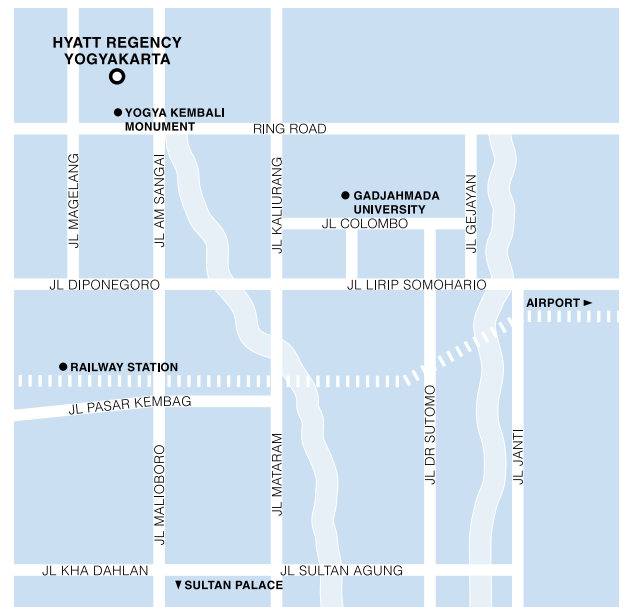 HYATT REGENCY
YOGYAKARTA
YOGYA KEMBALI
MONUMENT
RING ROAD
JL MAGELANG
JL AM SANGAI
JL KALIURANG
GADJAHMADA
UNIVERSITY
JL COLOMBO
JL GEJAYAN
JL DIPONEGORO
JL LIRIP SOMOHARIO
AIRPORT ►
RAILWAY STATION
JL PASAR KEMBAG
JL MALIOBORO
JL MATARAM
JL DR SUTOMO
JL JANTI
JL KHA DAHLAN
JL SULTAN AGUNG
SULTAN PALACE